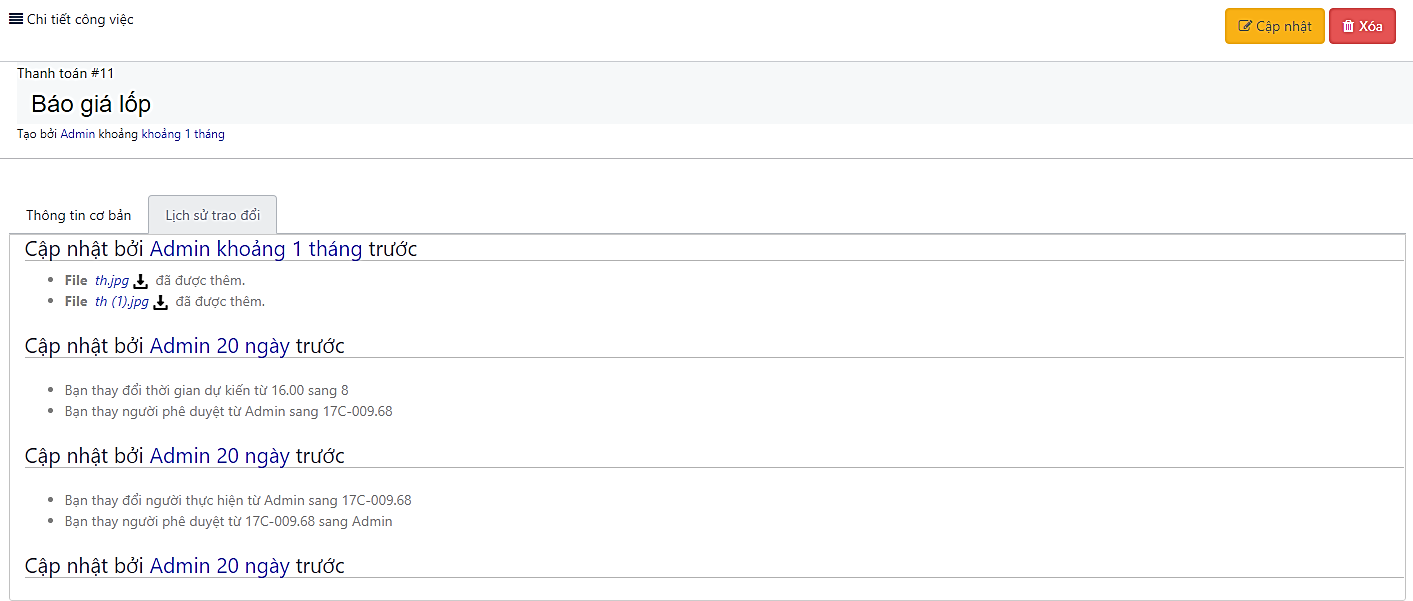 Chi tiết công việc
Cập nhật
Xóa
Thanh toán #11
Báo giá lốp
Tạo bởi Admin khoảng khoảng 1 tháng
Thông tin cơ bản
Lịch sử trao đổi
Cập nhật bởi Admin khoảng 1 tháng trước
File th.jpg đã được thêm.
File th (1).jpg đã được thêm.
Cập nhật bởi Admin 20 ngày trước
Bạn thay đổi thời gian dự kiến từ 16.00 sang 8
Bạn thay người phê duyệt từ Admin sang 17C-009.68
Cập nhật bởi Admin 20 ngày trước
Bạn thay đổi người thực hiện từ Admin sang 17C-009.68
Bạn thay người phê duyệt từ 17C-009.68 sang Admin
Cập nhật bởi Admin 20 ngày trước